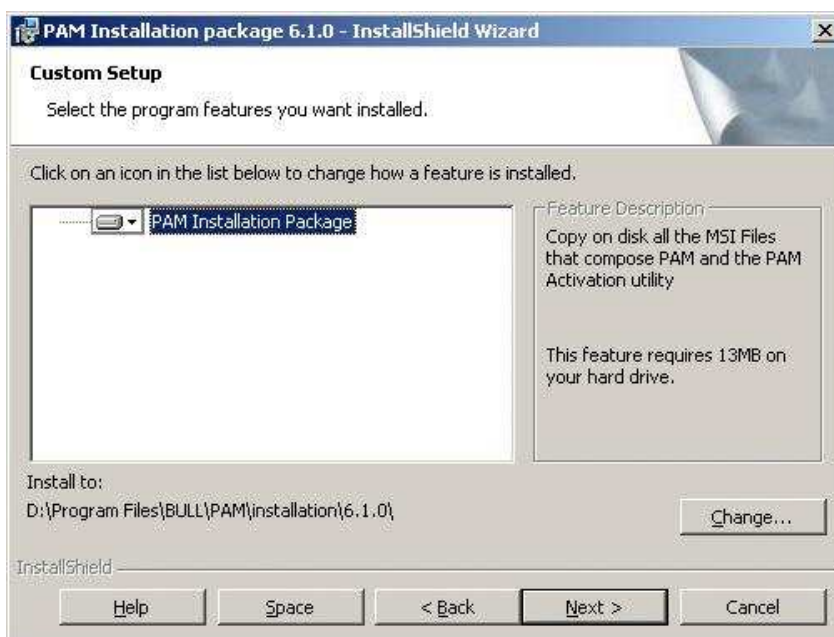 PAM Installation package 6.1.0 - InstallShield Wizard
Custom Setup
Select the program features you want installed.
Click on an icon in the list below to change how a feature is installed.
PAM Installation Package
Feature Description
Copy on disk all the MSI Files
that compose PAM and the PAM
Activation utility
This feature requires 13MB on
your hard drive.
Install to:
D:\Program Files\BULL\PAM\installation\6.1.0\
Change...
InstallShield
Help
Space
< Back
Next >
Cancel